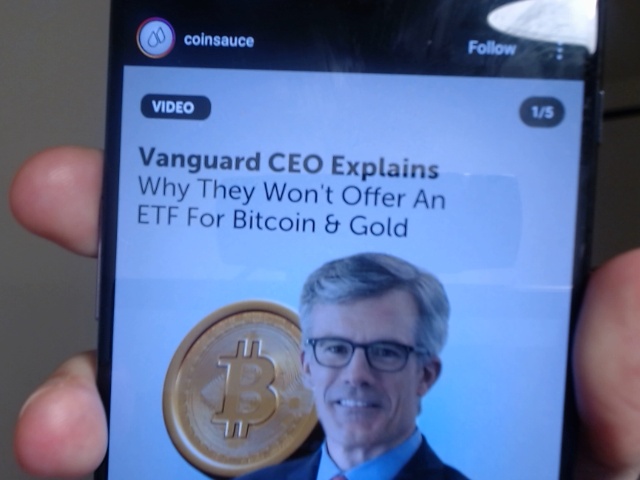 coinsauce
Follow
VIDEO
1/5
Vanguard CEO Explains
Why They Won't Offer An
ETF For Bitcoin & Gold